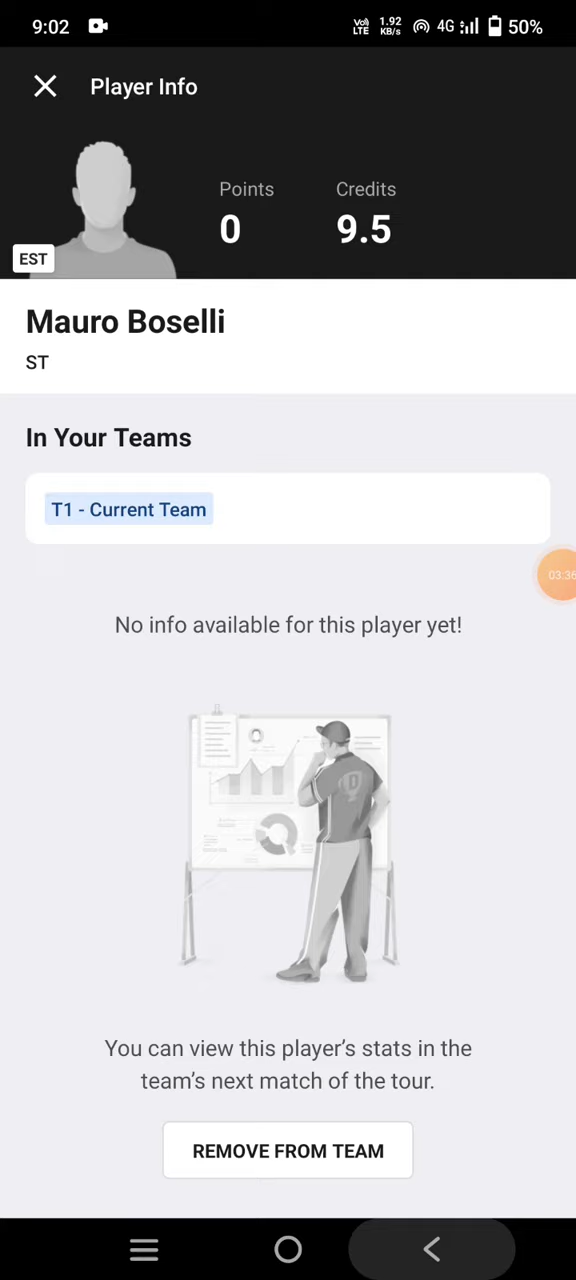 9:02
Vo)
LTE
1.92
KB/s
4G
50%
Player Info
Points
Credits
0
9.5
EST
Mauro Boselli
ST
In Your Teams
T1 - Current Team
03:36
No info available for this player yet!
D
You can view this player's stats in the
team's next match of the tour.
REMOVE FROM TEAM